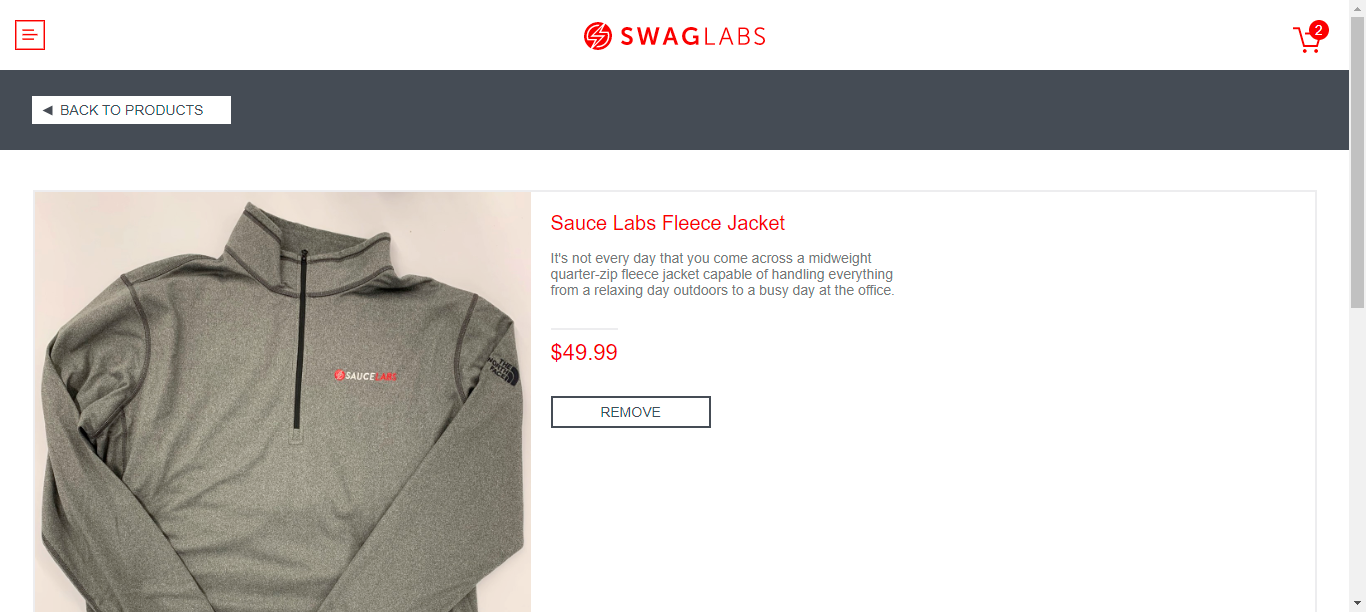 SWAGLABS
2
◀ BACK TO PRODUCTS
Sauce Labs Fleece Jacket
It's not every day that you come across a midweight
quarter-zip fleece jacket capable of handling everything
from a relaxing day outdoors to a busy day at the office.
$49.99
REMOVE
SAUCELABS
THE
NORTH
FACE